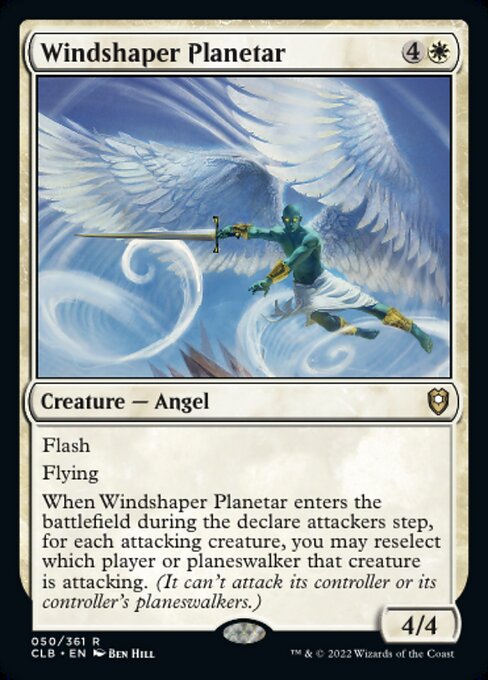 Windshaper Planetar 4
Creature — Angel
Flash
Flying
When Windshaper Planetar enters the
battlefield during the declare attackers step,
for each attacking creature, you may reselect
which player or planeswalker that creature
is attacking. (It can't attack its controller or its
controller's planeswalkers.)
4/4
050/361 R
CLB • EN Ben Hill
™ & © 2022 Wizards of the Coast